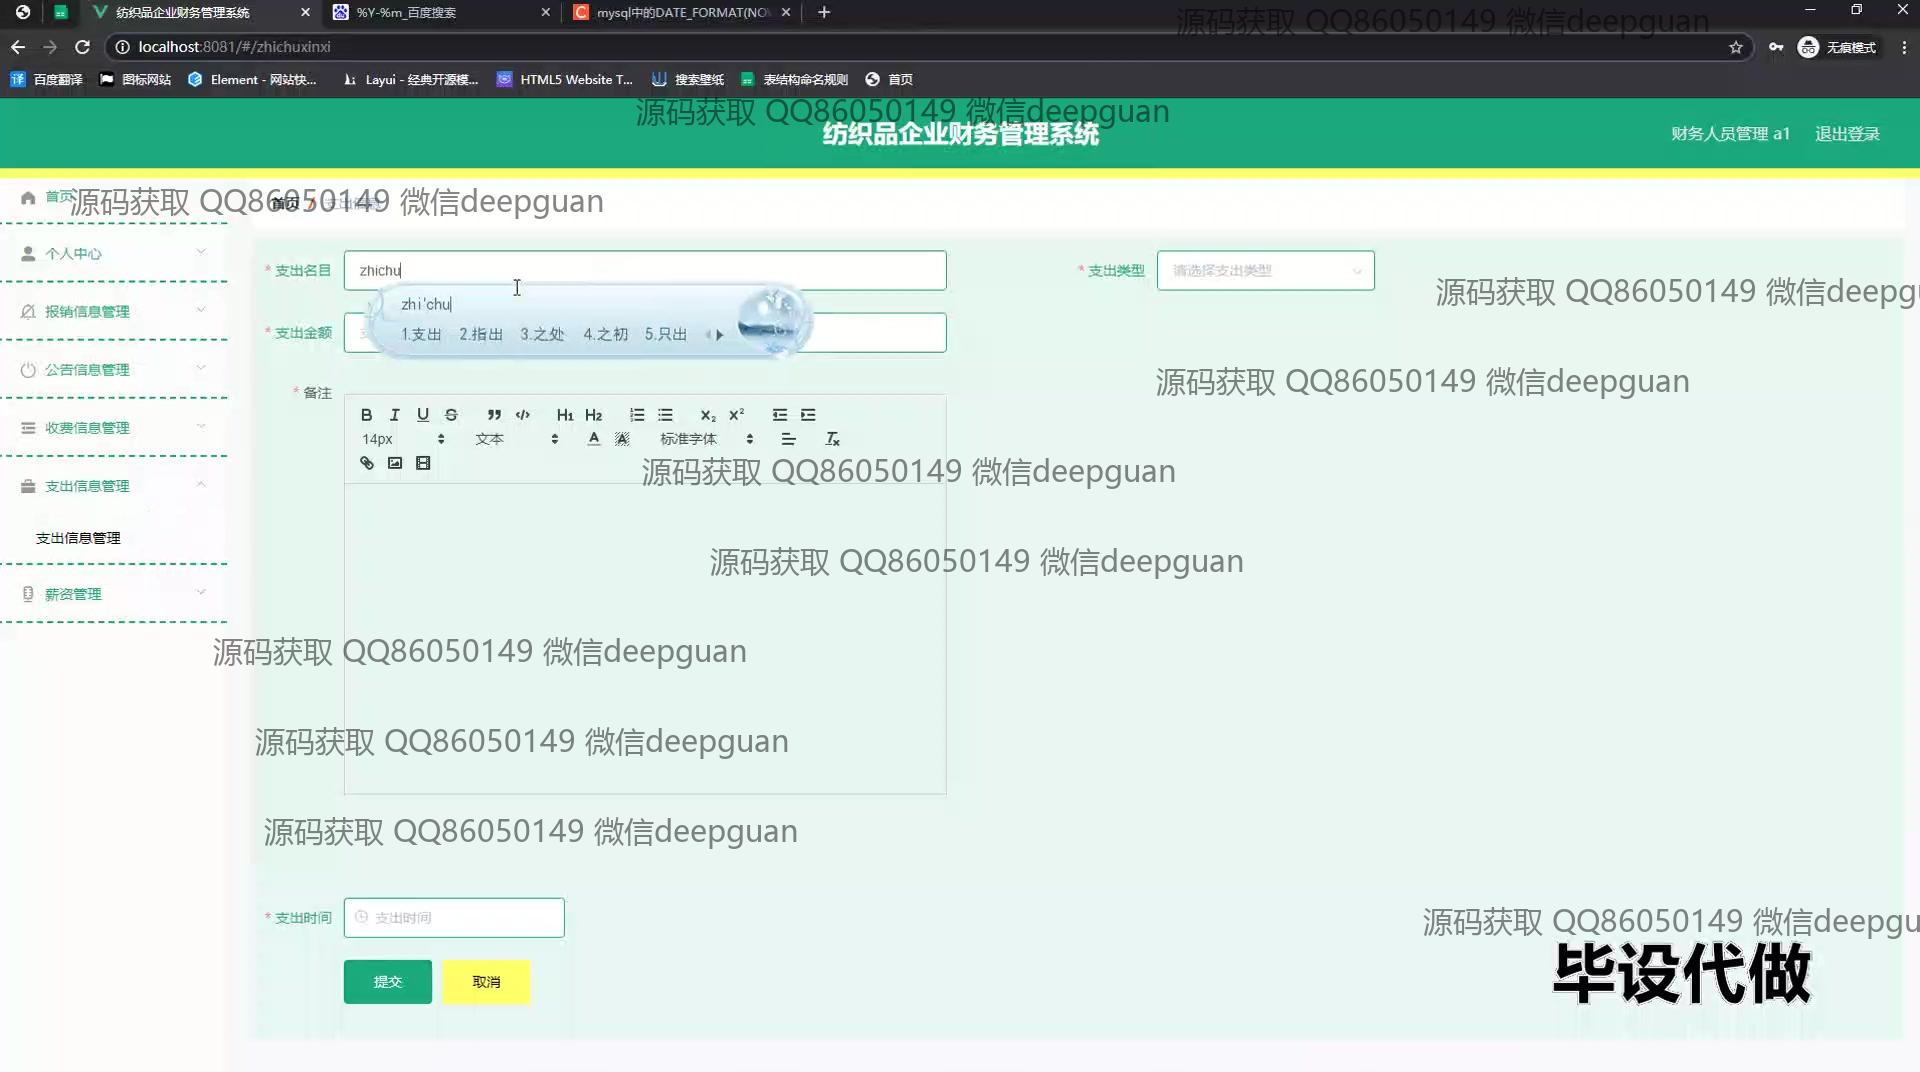 纺织品企业财务管理系统
%Y-%m_百度搜索
mysql中的DATE_FORMAT(NO
源码获取 QQ86050149 微信deepguan
localhost:8081/#/zhichuxinxi
无痕模式
百度翻译
图标网站
Element - 网站快...
Layui - 经典开源模...
HTML5 Website T...
搜索壁纸
表结构命名规则
首页
源码获取 QQ86050149 微信deepguan
纺织品企业财务管理系统
财务人员管理 a1
退出登录
首页
源码获取 QQ86050149 微信deepguan
首页 / 支出信息
个人中心
* 支出名目
zhichu
* 支出类型
请选择支出类型
源码获取 QQ86050149 微信deepgu
zhi'chu
1.支出 2.指出 3.之处 4.之初 5.只出
报销信息管理
* 支出金额
公告信息管理
源码获取 QQ86050149 微信deepguan
* 备注
B I U S H1 H2 X2 X2
收费信息管理
14px
文本
标准字体
源码获取 QQ86050149 微信deepguan
支出信息管理
支出信息管理
源码获取 QQ86050149 微信deepguan
薪资管理
源码获取 QQ86050149 微信deepguan
源码获取 QQ86050149 微信deepguan
源码获取 QQ86050149 微信deepguan
* 支出时间
支出时间
源码获取 QQ86050149 微信deepgu
提交
取消
毕设代做